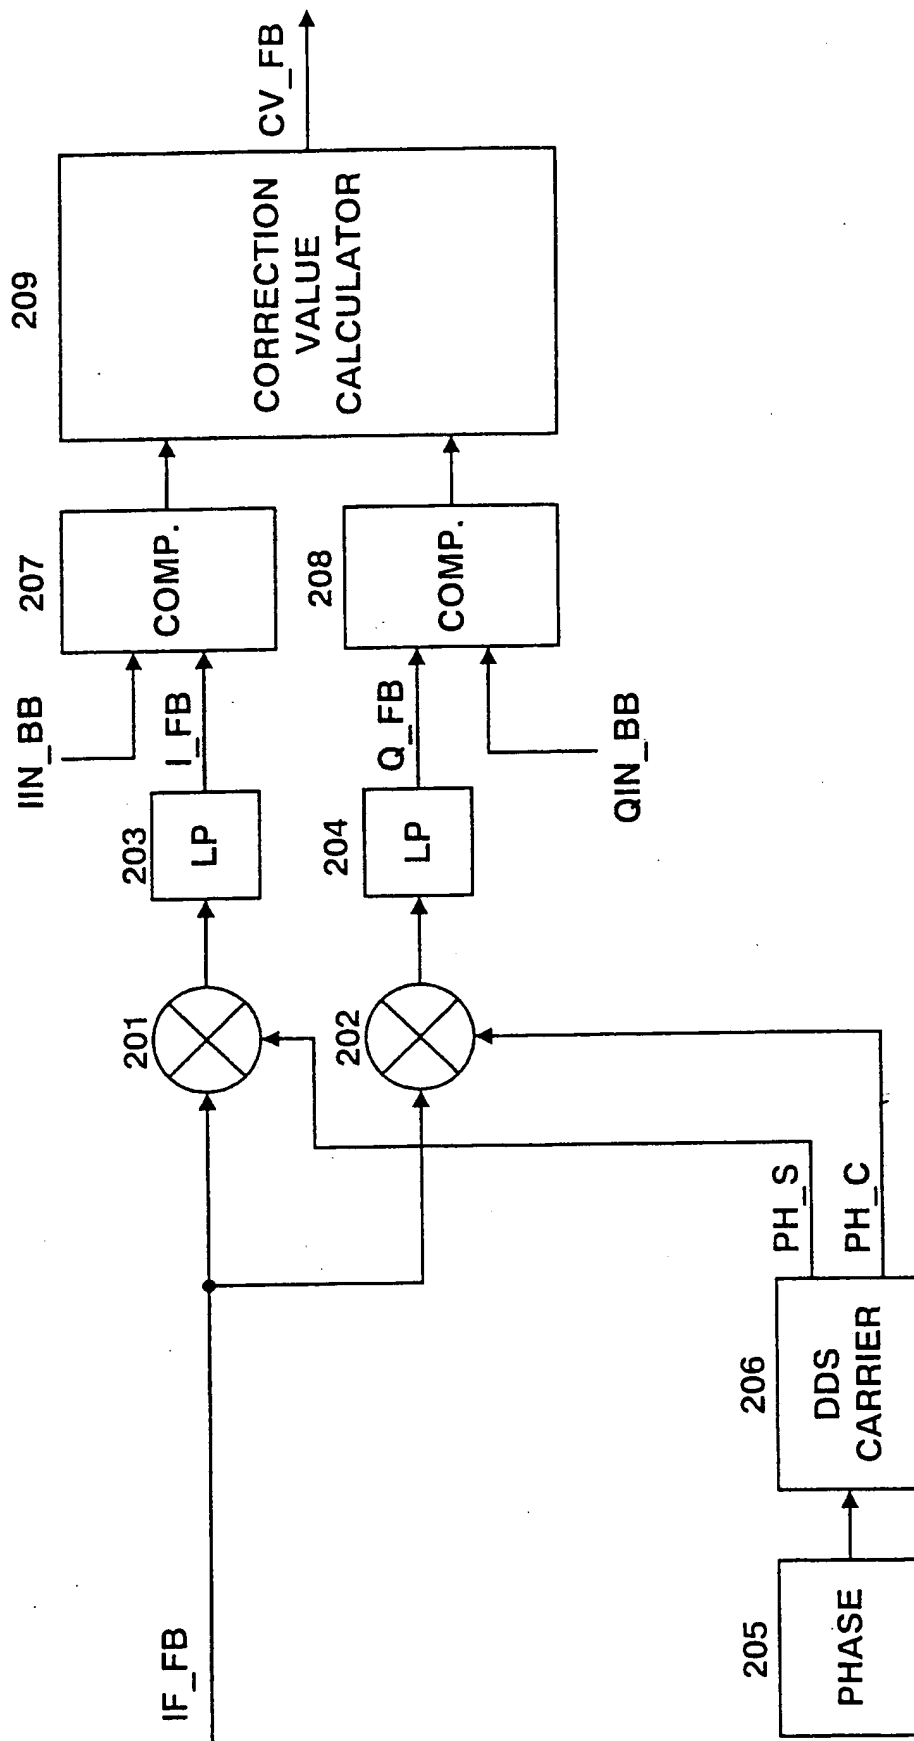 IF_FB
201
202
203
LP
204
LP
I_FB
IIN_BB
Q_FB
QIN_BB
207
COMP.
208
COMP.
209
CORRECTION
VALUE
CALCULATOR
CV_FB
205
PHASE
206
DDS
CARRIER
PH_S
PH_C